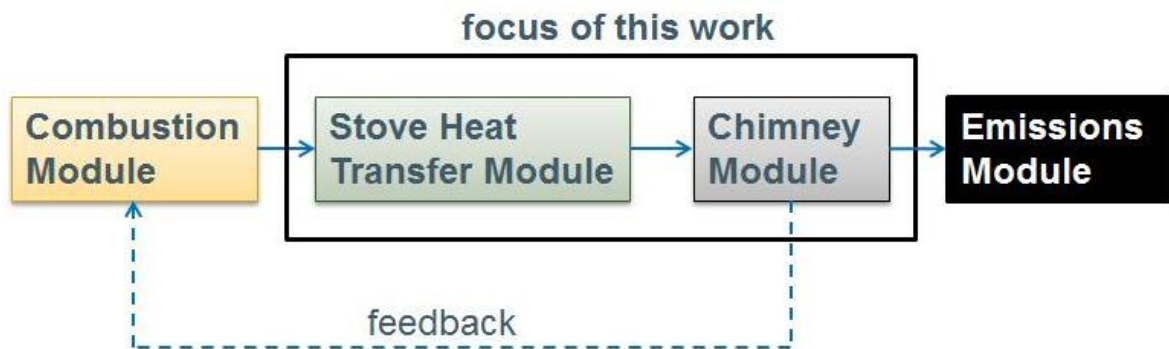 focus of this work
Combustion
Module
Stove Heat
Transfer Module
Chimney
Module
Emissions
Module
feedback